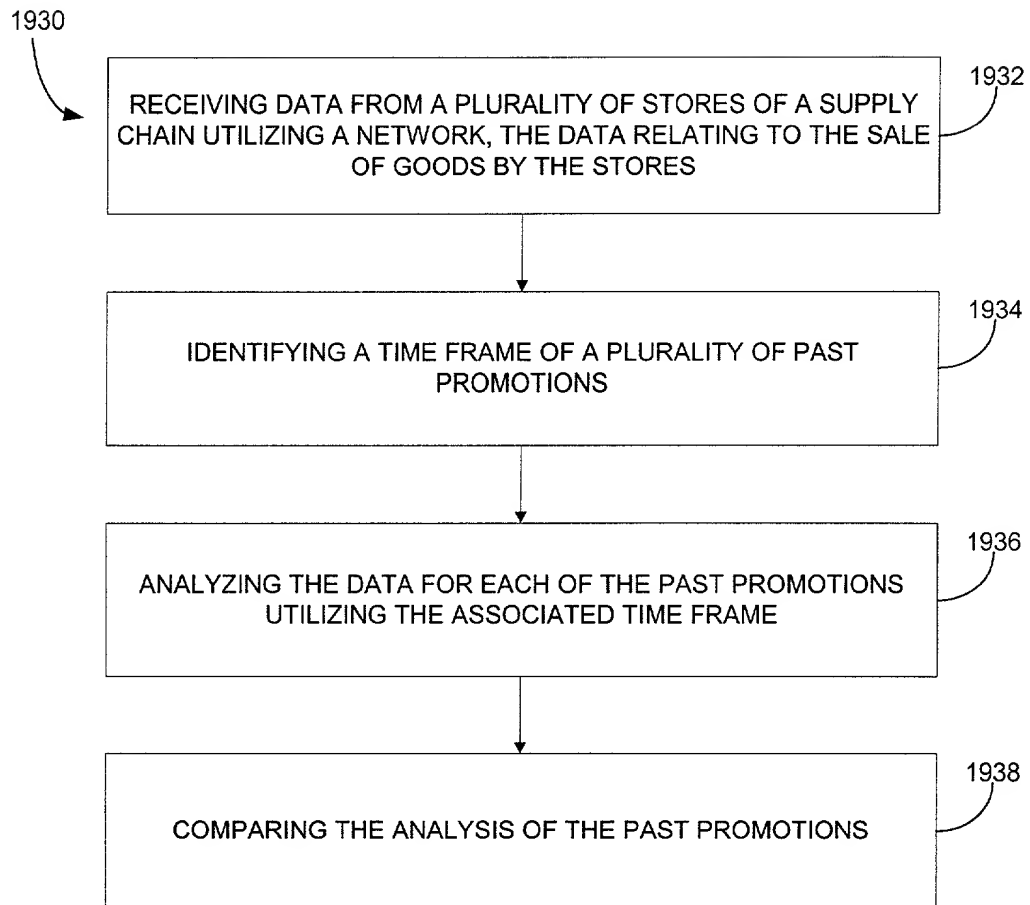 1930
1932
RECEIVING DATA FROM A PLURALITY OF STORES OF A SUPPLY
CHAIN UTILIZING A NETWORK, THE DATA RELATING TO THE SALE
OF GOODS BY THE STORES
1934
IDENTIFYING A TIME FRAME OF A PLURALITY OF PAST
PROMOTIONS
1936
ANALYZING THE DATA FOR EACH OF THE PAST PROMOTIONS
UTILIZING THE ASSOCIATED TIME FRAME
1938
COMPARING THE ANALYSIS OF THE PAST PROMOTIONS